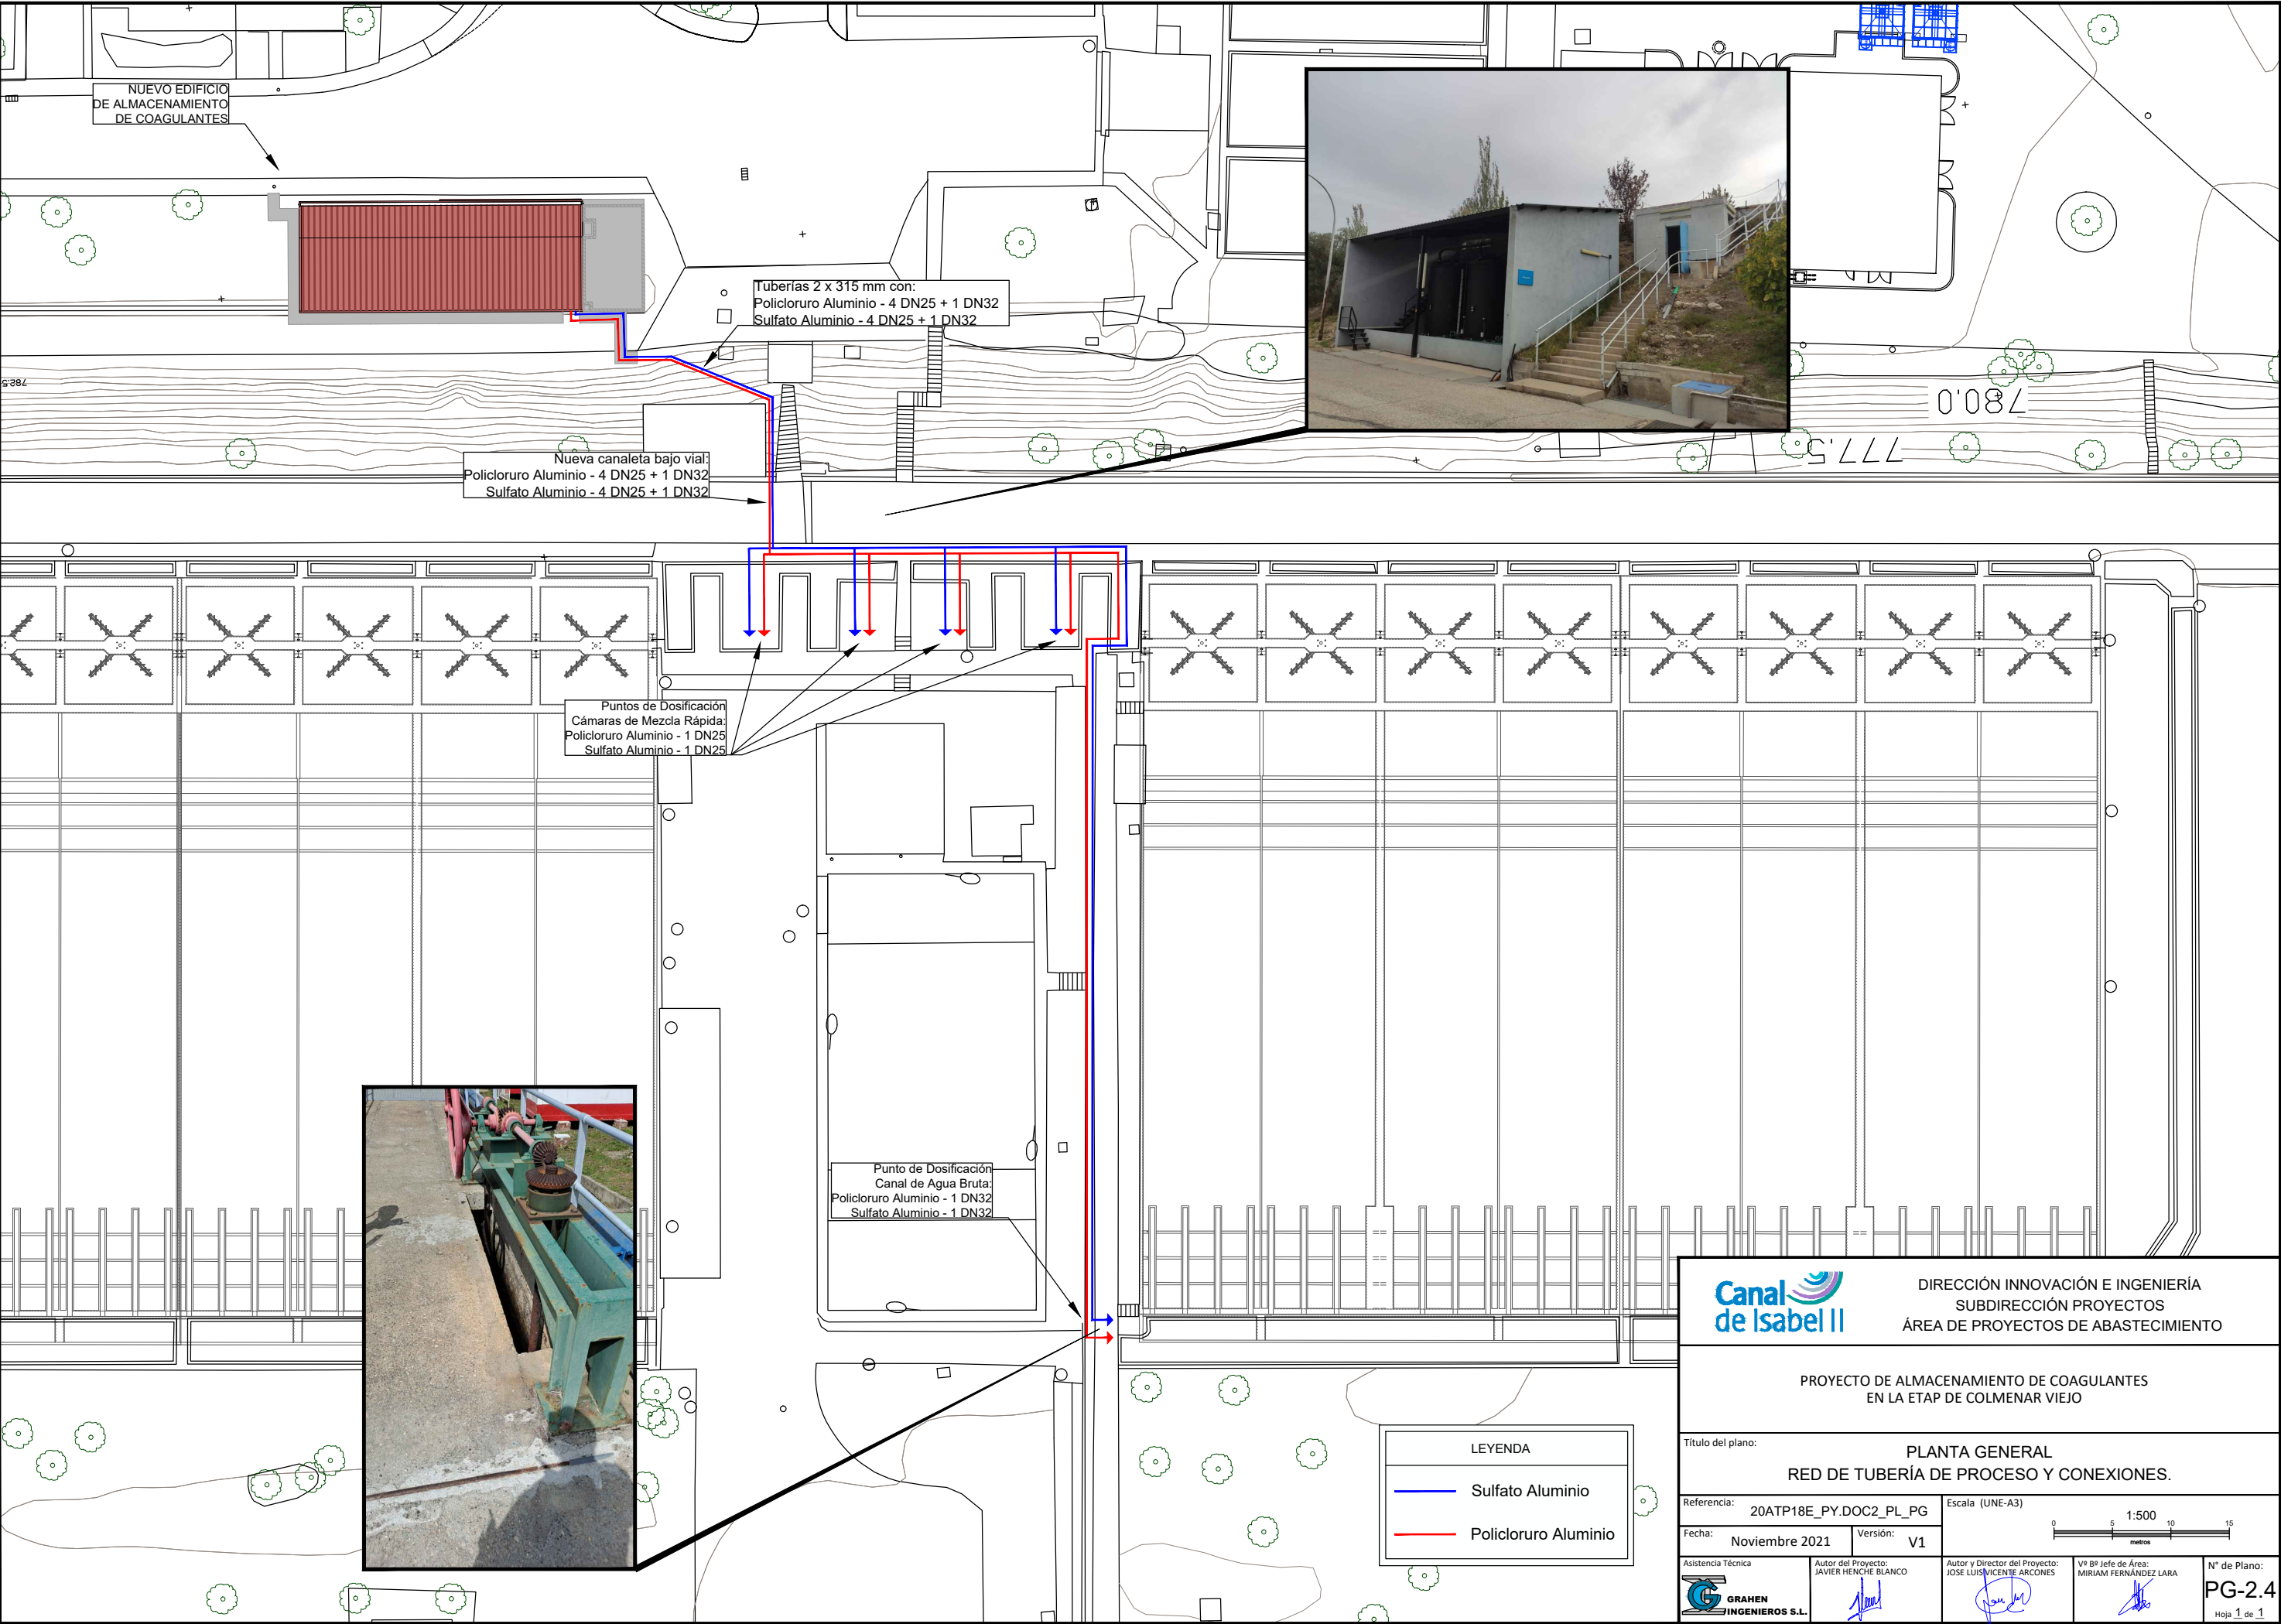 NUEVO EDIFICIO
DE ALMACENAMIENTO
DE COAGULANTES
Tuberías 2 x 315 mm con:
Policloruro Aluminio - 4 DN25 + 1 DN32
Sulfato Aluminio - 4 DN25 + 1 DN32
782.5
780.0
777.5
Nueva canaleta bajo vial:
Policloruro Aluminio - 4 DN25 + 1 DN32
Sulfato Aluminio - 4 DN25 + 1 DN32
Puntos de Dosificación
Cámaras de Mezcla Rápida:
Policloruro Aluminio - 1 DN25
Sulfato Aluminio - 1 DN25
Punto de Dosificación
Canal de Agua Bruta:
Policloruro Aluminio - 1 DN32
Sulfato Aluminio - 1 DN32
LEYENDA
Sulfato Aluminio
Policloruro Aluminio
Canal
de Isabel II
DIRECCIÓN INNOVACIÓN E INGENIERÍA
SUBDIRECCIÓN PROYECTOS
ÁREA DE PROYECTOS DE ABASTECIMIENTO
PROYECTO DE ALMACENAMIENTO DE COAGULANTES
EN LA ETAP DE COLMENAR VIEJO
Título del plano:
PLANTA GENERAL
RED DE TUBERÍA DE PROCESO Y CONEXIONES.
Referencia: 20ATP18E_PY.DOC2_PL_PG
Escala (UNE-A3)
1:500
0 5 10 15
metros
Fecha: Noviembre 2021
Versión: V1
Asistencia Técnica
GRAHEN
INGENIEROS S.L.
Autor del Proyecto:
JAVIER HENCHE BLANCO
Autor y Director del Proyecto:
JOSE LUIS VICENTE ARCONES
Vº Bº Jefe de Área:
MIRIAM FERNÁNDEZ LARA
N° de Plano:
PG-2.4
Hoja 1 de 1